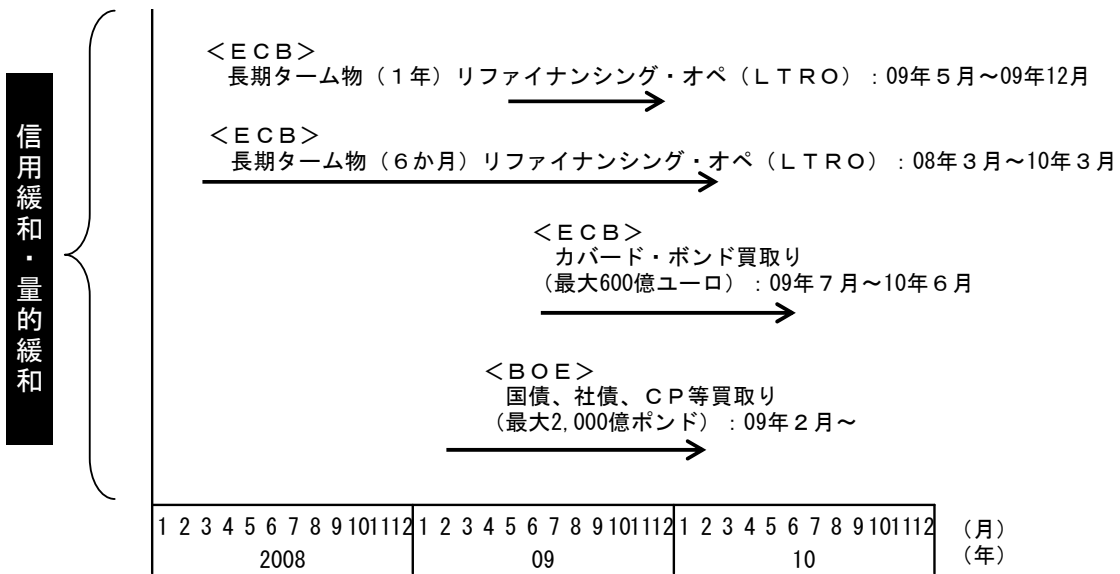 信用緩和・量的緩和
＜ＥＣＢ＞
長期ターム物（１年）リファイナンシング・オペ（ＬＴＲＯ）：09年５月～09年12月
＜ＥＣＢ＞
長期ターム物（６か月）リファイナンシング・オペ（ＬＴＲＯ）：08年３月～10年３月
＜ＥＣＢ＞
カバード・ボンド買取り
（最大600億ユーロ）：09年７月～10年６月
＜ＢＯＥ＞
国債、社債、ＣＰ等買取り
（最大2,000億ポンド）：09年２月～
1 2 3 4 5 6 7 8 9 10 11 12 1 2 3 4 5 6 7 8 9 10 11 12 1 2 3 4 5 6 7 8 9 10 11 12 （月）
2008 09 10 （年）